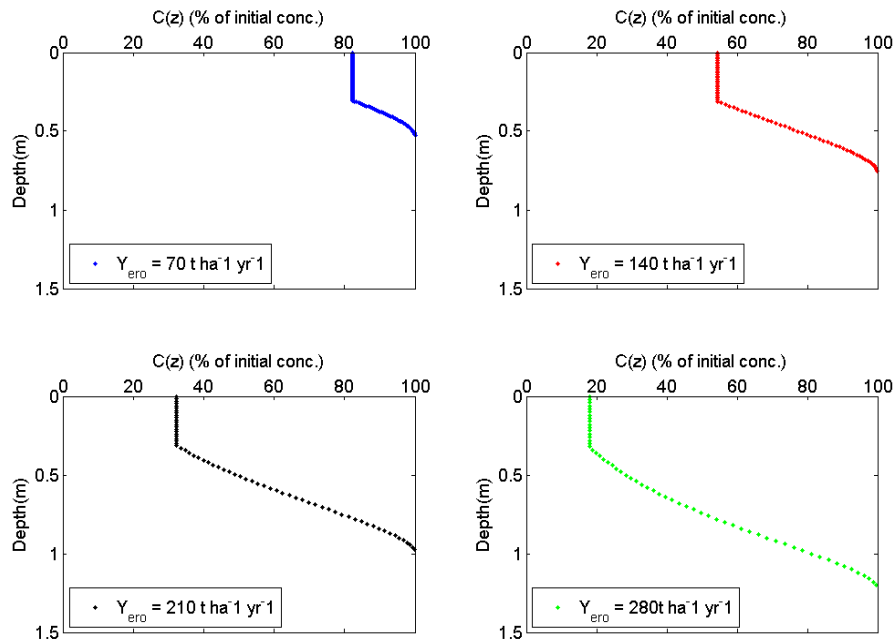 C(z) (% of initial conc.)
0 20 40 60 80 100
0
0.5
1
1.5
Depth(m)
Y_ero = 70 t ha⁻¹ yr⁻¹
C(z) (% of initial conc.)
0 20 40 60 80 100
0
0.5
1
1.5
Depth(m)
Y_ero = 140 t ha⁻¹ yr⁻¹
C(z) (% of initial conc.)
0 20 40 60 80 100
0
0.5
1
1.5
Depth(m)
Y_ero = 210 t ha⁻¹ yr⁻¹
C(z) (% of initial conc.)
0 20 40 60 80 100
0
0.5
1
1.5
Depth(m)
Y_ero = 280t ha⁻¹ yr⁻¹